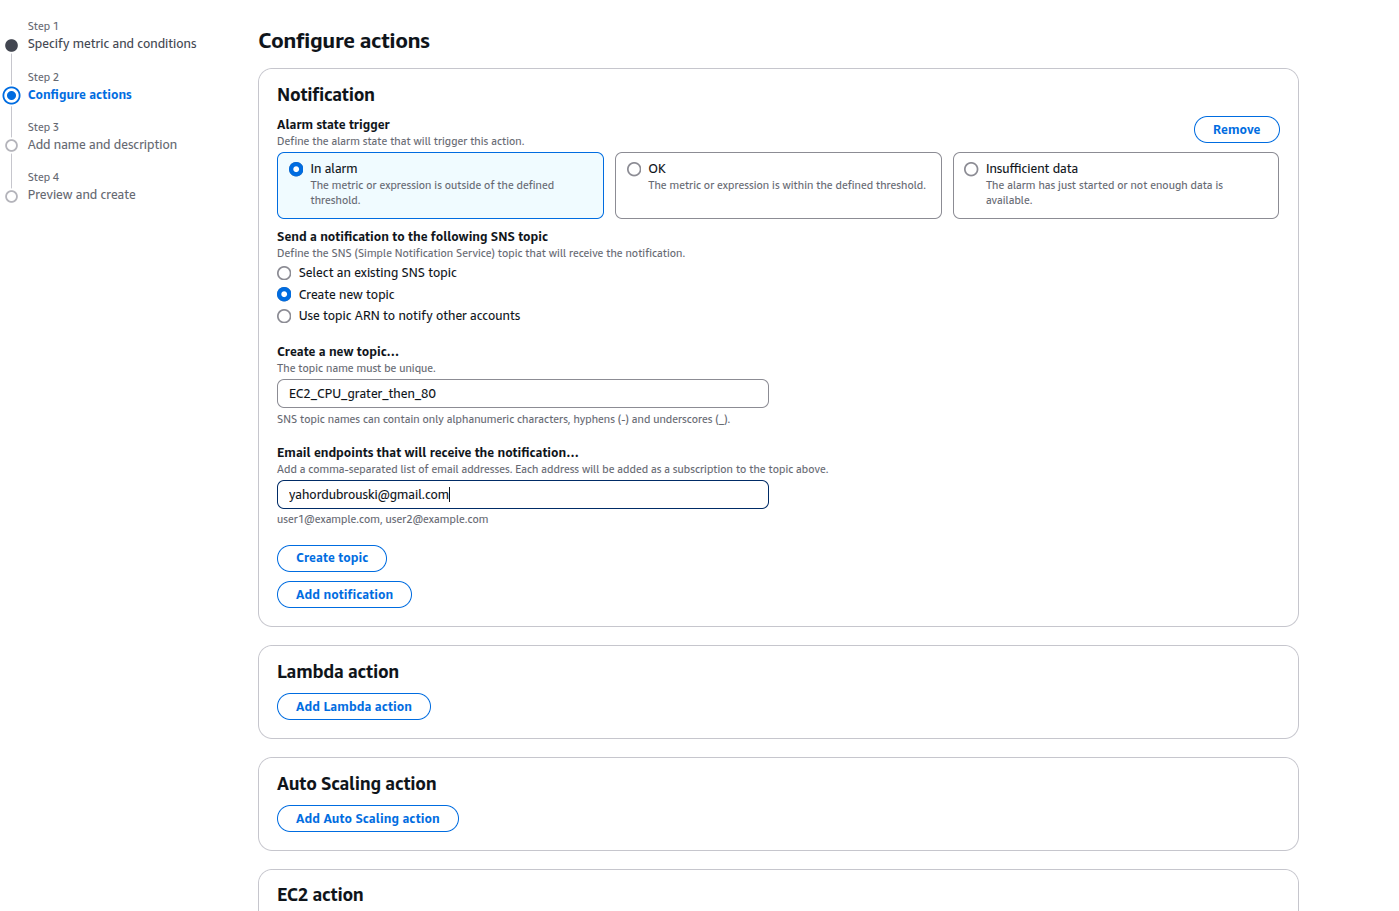 Step 1
Specify metric and conditions
Step 2
Configure actions
Step 3
Add name and description
Step 4
Preview and create
Configure actions
Notification
Alarm state trigger
Define the alarm state that will trigger this action.
Remove
In alarm
The metric or expression is outside of the defined
threshold.
OK
The metric or expression is within the defined threshold.
Insufficient data
The alarm has just started or not enough data is
available.
Send a notification to the following SNS topic
Define the SNS (Simple Notification Service) topic that will receive the notification.
Select an existing SNS topic
Create new topic
Use topic ARN to notify other accounts
Create a new topic...
The topic name must be unique.
EC2_CPU_grater_then_80
SNS topic names can contain only alphanumeric characters, hyphens (-) and underscores (_).
Email endpoints that will receive the notification...
Add a comma-separated list of email addresses. Each address will be added as a subscription to the topic above.
yahordubrouski@gmail.com
user1@example.com, user2@example.com
Create topic
Add notification
Lambda action
Add Lambda action
Auto Scaling action
Add Auto Scaling action
EC2 action